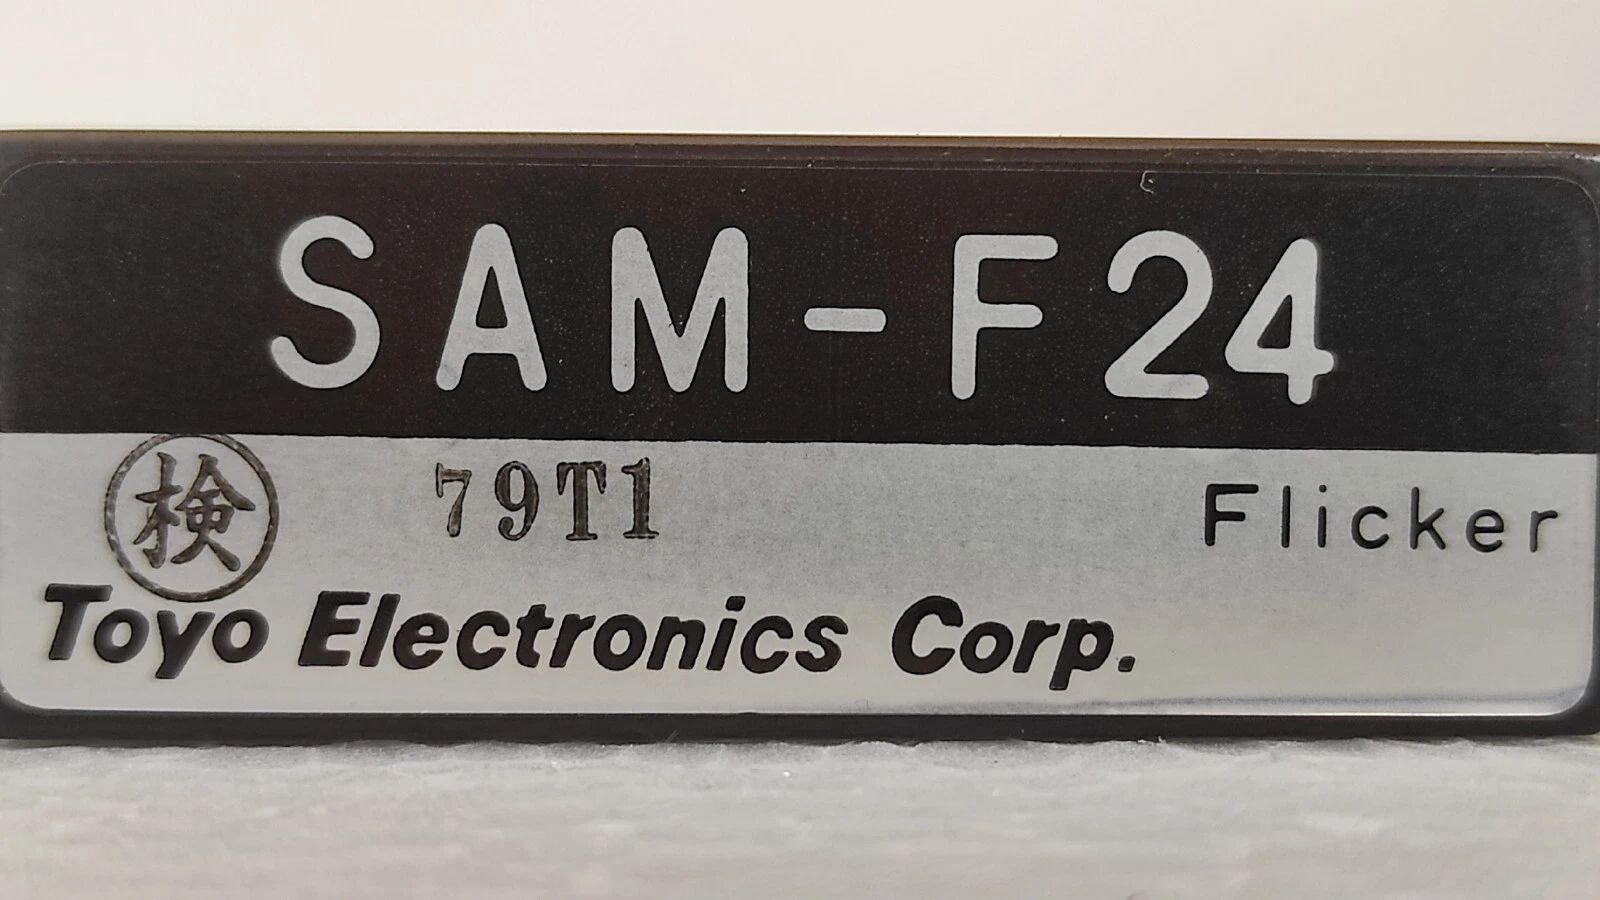 SAM-F24
検 79T1 Flicker
Toyo Electronics Corp.